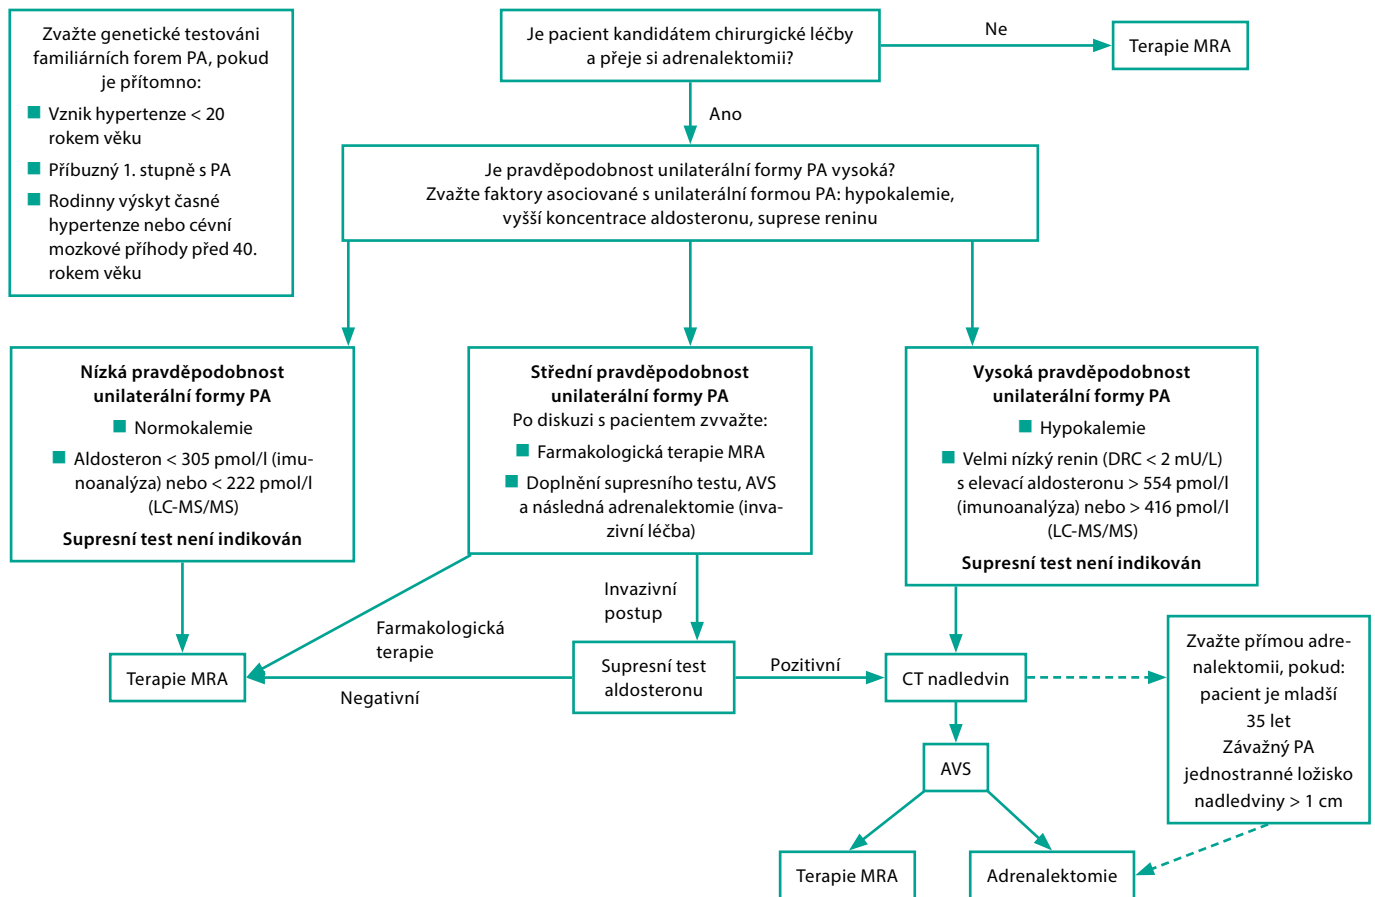 Zvažte genetické testováni
familiárních forem PA, pokud
je přítomno:
Vznik hypertenze < 20
rokem věku
Příbuzný 1. stupně s PA
Rodinny výskyt časné
hypertenze nebo cévní
mozkové příhody před 40.
rokem věku
Je pacient kandidátem chirurgické léčby
a přeje si adrenalektomii?
Ne
Terapie MRA
Ano
Je pravděpodobnost unilaterální formy PA vysoká?
Zvažte faktory asociované s unilaterální formou PA: hypokalemie,
vyšší koncentrace aldosteronu, suprese reninu
Nízká pravděpodobnost
unilaterální formy PA
Normokalemie
Aldosteron < 305 pmol/l (imu-
noanalýza) nebo < 222 pmol/l
(LC-MS/MS)
Supresní test není indikován
Střední pravděpodobnost
unilaterální formy PA
Po diskuzi s pacientem zvvažte:
Farmakologická terapie MRA
Doplnění supresního testu, AVS
a následná adrenalektomie (inva-
zivní léčba)
Vysoká pravděpodobnost
unilaterální formy PA
Hypokalemie
Velmi nízký renin (DRC < 2 mU/L)
s elevací aldosteronu > 554 pmol/l
(imunoanalýza) nebo > 416 pmol/l
(LC-MS/MS)
Supresní test není indikován
Farmakologická
terapie
Invazivní
postup
Terapie MRA
Negativní
Supresní test
aldosteronu
Pozitivní
CT nadledvin
Zvažte přímou adre-
nalektomii, pokud:
pacient je mladší
35 let
Závažný PA
jednostranné ložisko
nadledviny > 1 cm
AVS
Terapie MRA
Adrenalektomie